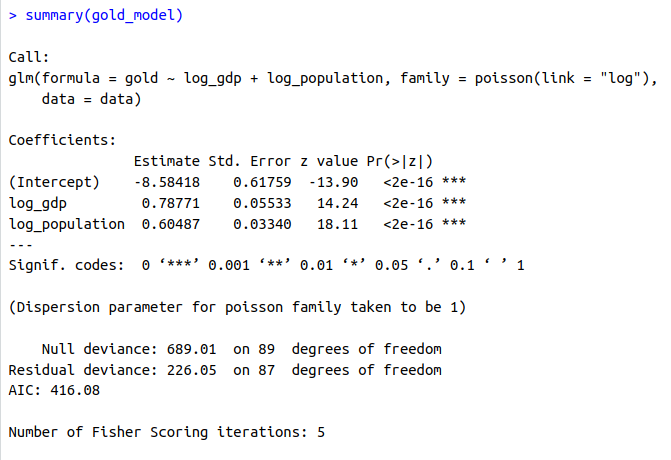 > summary(gold_model)
Call:
glm(formula = gold ~ log_gdp + log_population, family = poisson(link = "log"),
    data = data)
Coefficients:
               Estimate Std. Error z value Pr(>|z|)
(Intercept)    -8.58418    0.61759  -13.90   <2e-16 ***
log_gdp         0.78771    0.05533   14.24   <2e-16 ***
log_population  0.60487    0.03340   18.11   <2e-16 ***
---
Signif. codes:  0 ‘***’ 0.001 ‘**’ 0.01 ‘*’ 0.05 ‘.’ 0.1 ‘ ’ 1
(Dispersion parameter for poisson family taken to be 1)
    Null deviance: 689.01  on 89  degrees of freedom
Residual deviance: 226.05  on 87  degrees of freedom
AIC: 416.08
Number of Fisher Scoring iterations: 5